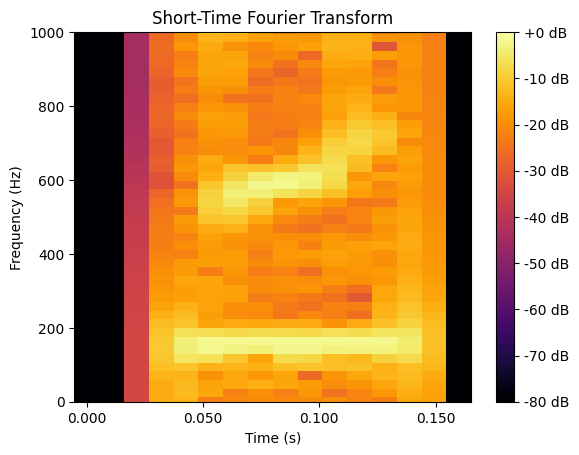 Short-Time Fourier Transform
1000
800
600
400
200
0
Frequency (Hz)
0.000
0.050
0.100
0.150
Time (s)
+0 dB
-10 dB
-20 dB
-30 dB
-40 dB
-50 dB
-60 dB
-70 dB
-80 dB